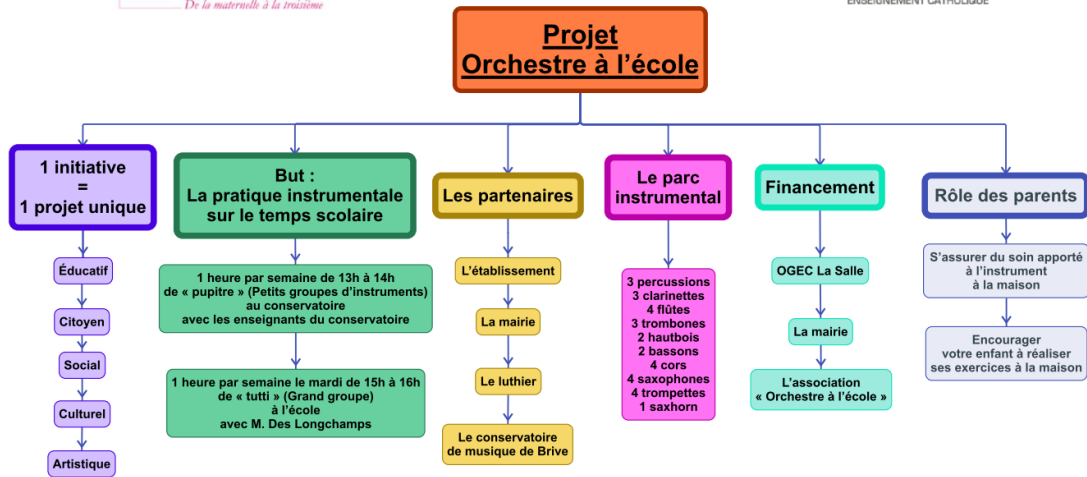 De la maternelle à la troisième
ENSEIGNEMENT CATHOLIQUE
Projet
Orchestre à l'école
1 initiative
=
1 projet unique
Éducatif
Citoyen
Social
Culturel
Artistique
But :
La pratique instrumentale
sur le temps scolaire
1 heure par semaine de 13h à 14h
de « pupitre » (Petits groupes d'instruments)
au conservatoire
avec les enseignants du conservatoire
1 heure par semaine le mardi de 15h à 16h
de « tutti » (Grand groupe)
à l'école
avec M. Des Longchamps
Les partenaires
L'établissement
La mairie
Le luthier
Le conservatoire
de musique de Brive
Le parc
instrumental
3 percussions
3 clarinettes
4 flûtes
3 trombones
2 hautbois
2 bassons
4 cors
4 saxophones
4 trompettes
1 saxhorn
Financement
OGEC La Salle
La mairie
L'association
« Orchestre à l'école »
Rôle des parents
S'assurer du soin apporté
à l'instrument
à la maison
Encourager
votre enfant à réaliser
ses exercices à la maison